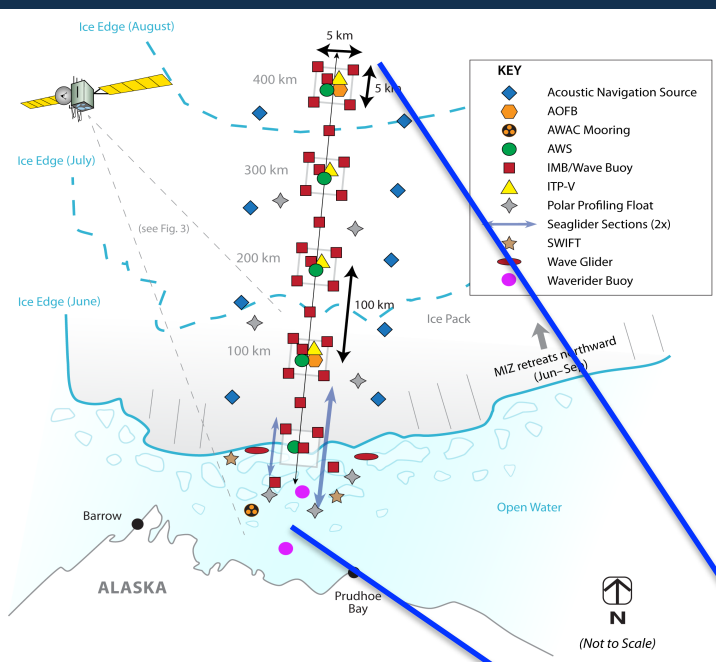 Ice Edge (August)
5 km
400 km
5 km
Ice Edge (July)
300 km
(see Fig. 3)
200 km
100 km
Ice Edge (June)
Ice Pack
100 km
MIZ retreats northward
(Jun–Sep)
KEY
Acoustic Navigation Source
AOFB
AWAC Mooring
AWS
IMB/Wave Buoy
ITP-V
Polar Profiling Float
Seaglider Sections (2x)
SWIFT
Wave Glider
Waverider Buoy
Open Water
Barrow
ALASKA
Prudhoe
Bay
N
(Not to Scale)